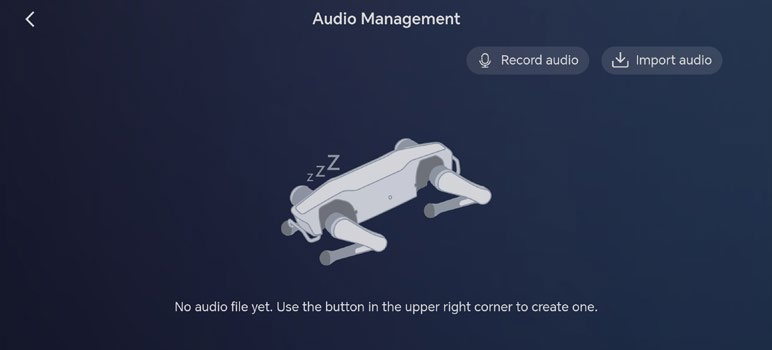 Audio Management
Record audio
Import audio
z z Z
No audio file yet. Use the button in the upper right corner to create one.